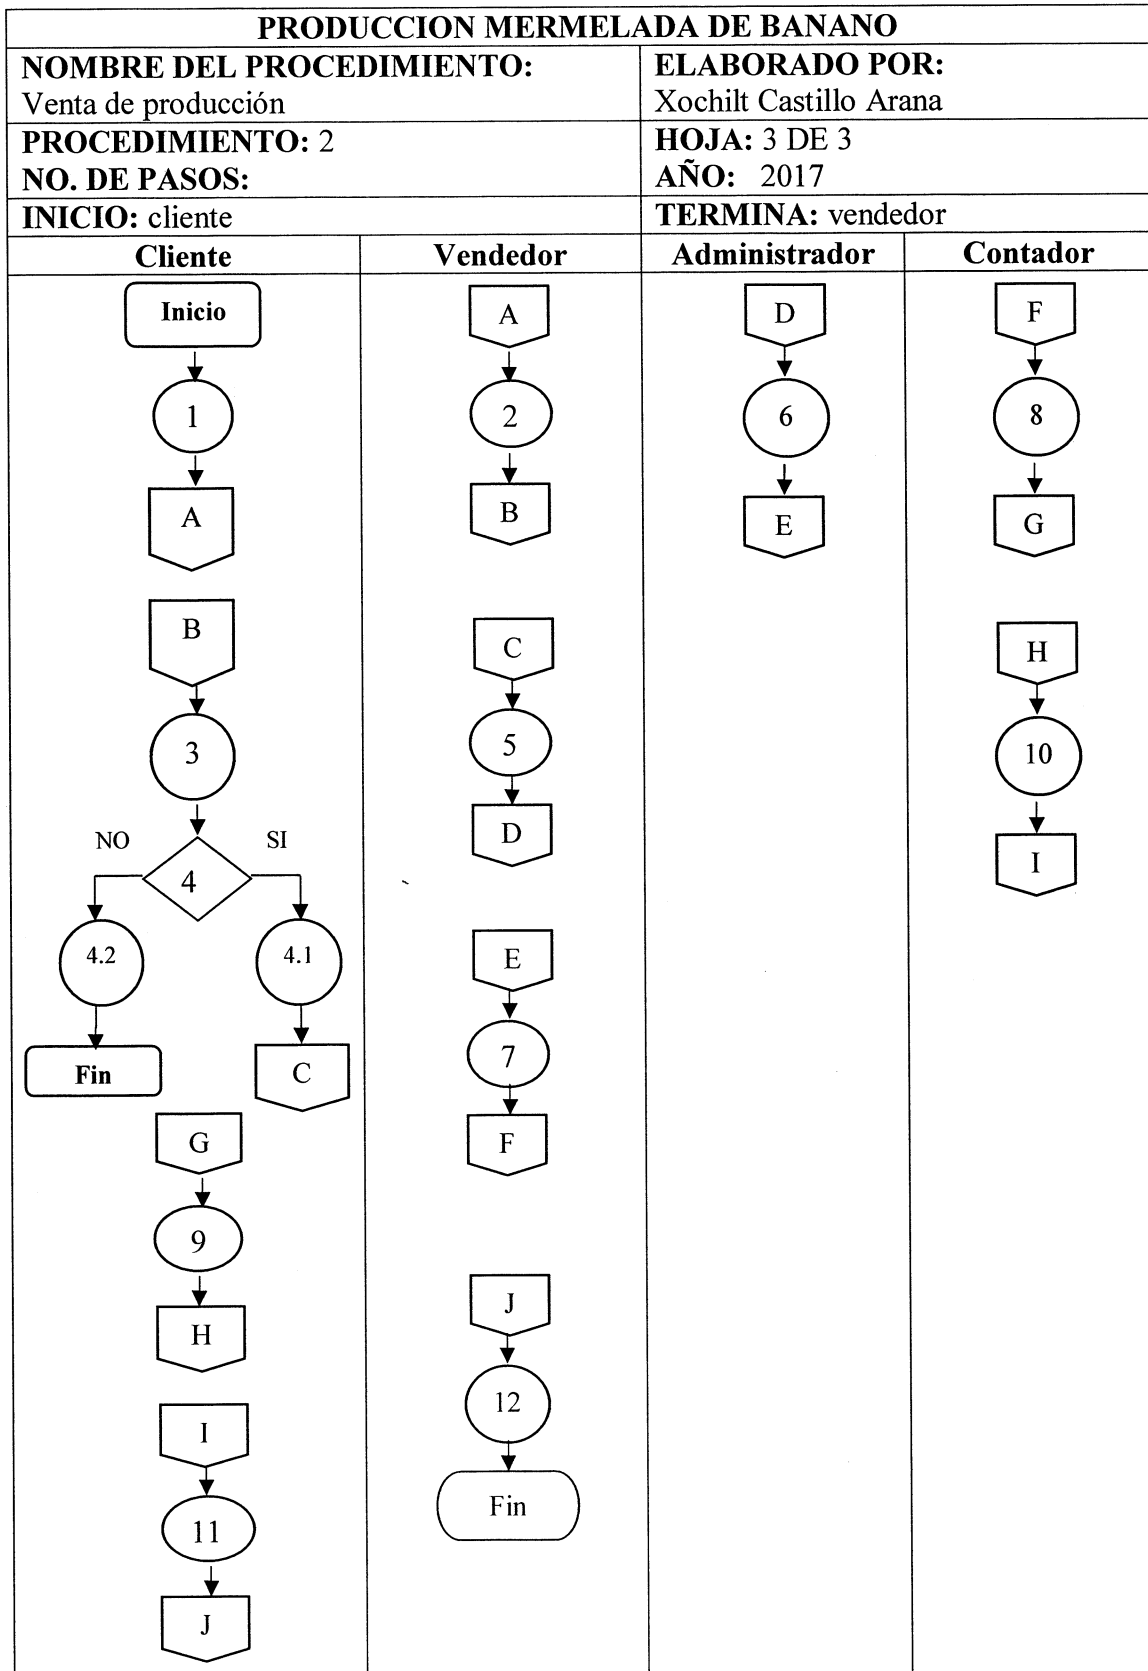 PRODUCCION MERMELADA DE BANANO
NOMBRE DEL PROCEDIMIENTO:
Venta de producción
ELABORADO POR:
Xochilt Castillo Arana
PROCEDIMIENTO: 2
NO. DE PASOS:
HOJA: 3 DE 3
AÑO: 2017
INICIO: cliente
TERMINA: vendedor
Cliente
Vendedor
Administrador
Contador
Inicio
1
A
B
3
4
NO
SI
4.2
4.1
Fin
C
G
9
H
I
11
J
A
2
B
C
5
D
E
7
F
J
12
Fin
D
6
E
F
8
G
H
10
I